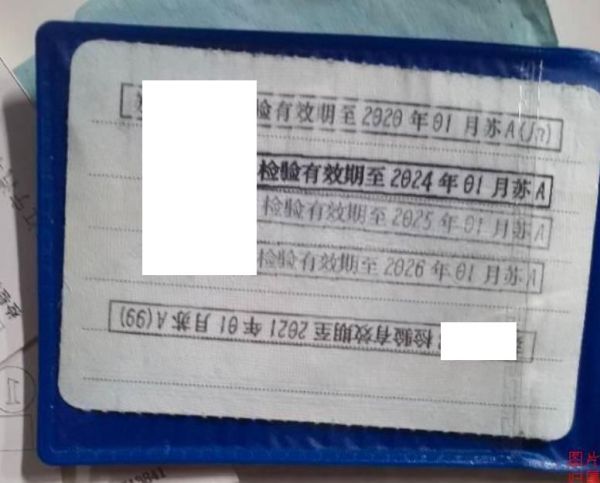 检验有效期至2020年01月苏A(Jn)
检验有效期至2024年01月苏A
检验有效期至2025年01月苏A
检验有效期至2026年01月苏A
检验有效期至2021年01月苏A(99)
图片